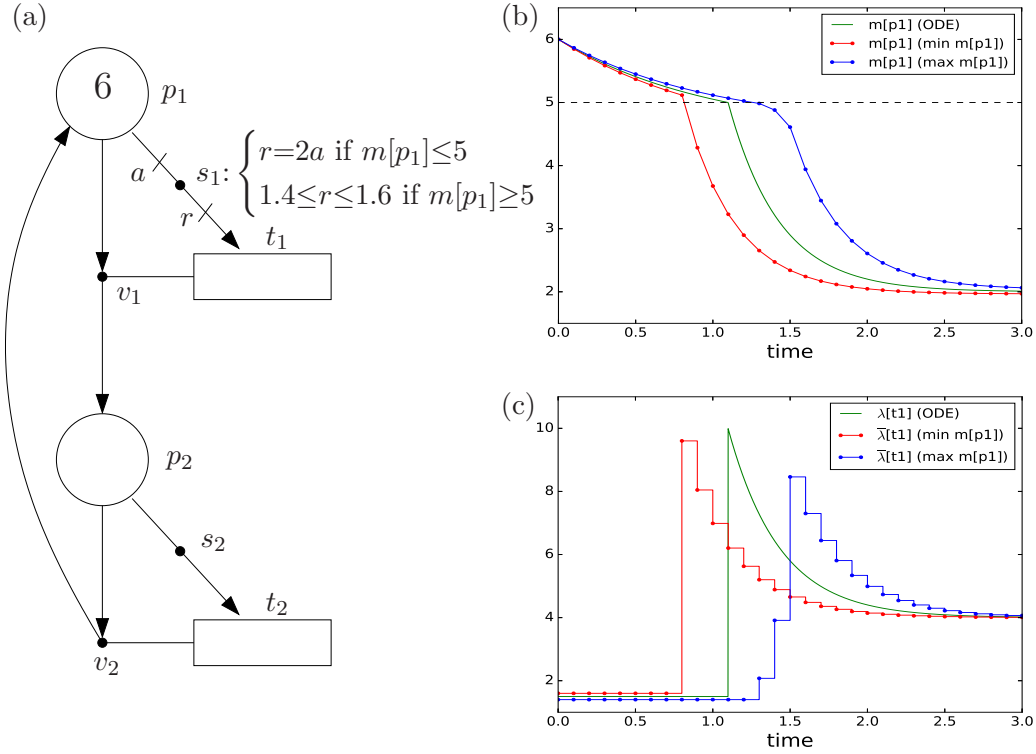 (a)
6
p₁
a
r
s₁: { r=2a if m[p₁]≤5
1.4≤r≤1.6 if m[p₁]≥5
t₁
v₁
p₂
s₂
t₂
v₂
(b)
m[p1] (ODE)
m[p1] (min m[p1])
m[p1] (max m[p1])
6
5
4
3
2
0.0 0.5 1.0 1.5 2.0 2.5 3.0
time
(c)
λ[t1] (ODE)
λ̅[t1] (min m[p1])
λ̅[t1] (max m[p1])
10
8
6
4
2
0.0 0.5 1.0 1.5 2.0 2.5 3.0
time